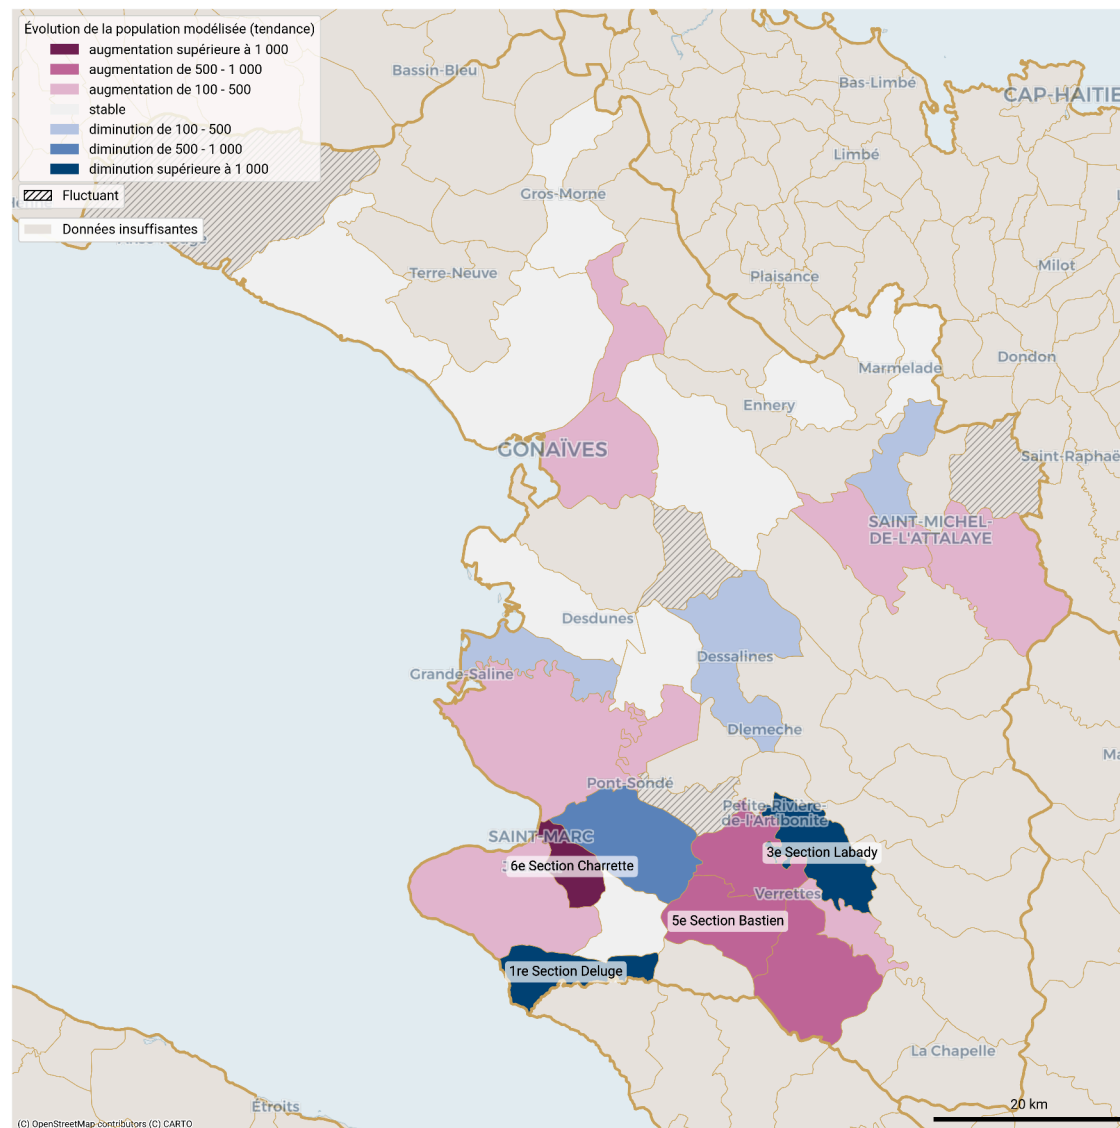 Évolution de la population modélisée (tendance)
augmentation supérieure à 1 000
augmentation de 500 - 1 000
augmentation de 100 - 500
stable
diminution de 100 - 500
diminution de 500 - 1 000
diminution supérieure à 1 000
Fluctuant
Données insuffisantes
Bassin-Bleu
Bas-Limbé
CAP-HAITIE
Limbé
Gros-Morne
Terre-Neuve
Plaisance
Milot
Marmelade
Dondon
Ennery
GONAÏVES
Saint-Raphaë
SAINT-MICHEL-
DE-L'ATTALAYE
Desdunes
Dessalines
Grande-Saline
Dlemeche
Ma
Pont-Sondé
Petite-Rivière-
de-l'Artibonite
SAINT-MARC
3e Section Labady
6e Section Charrette
Verrettes
5e Section Bastien
1re Section Deluge
La Chapelle
Étroits
20 km
(C) OpenStreetMap contributors (C) CARTO